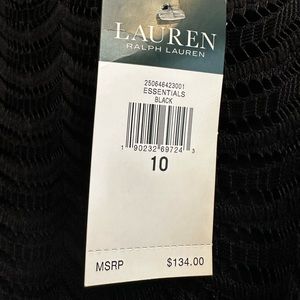 LAUREN
RALPH LAUREN
250646423001
ESSENTIALS
BLACK
1 90232 69724 3
10
MSRP $134.00